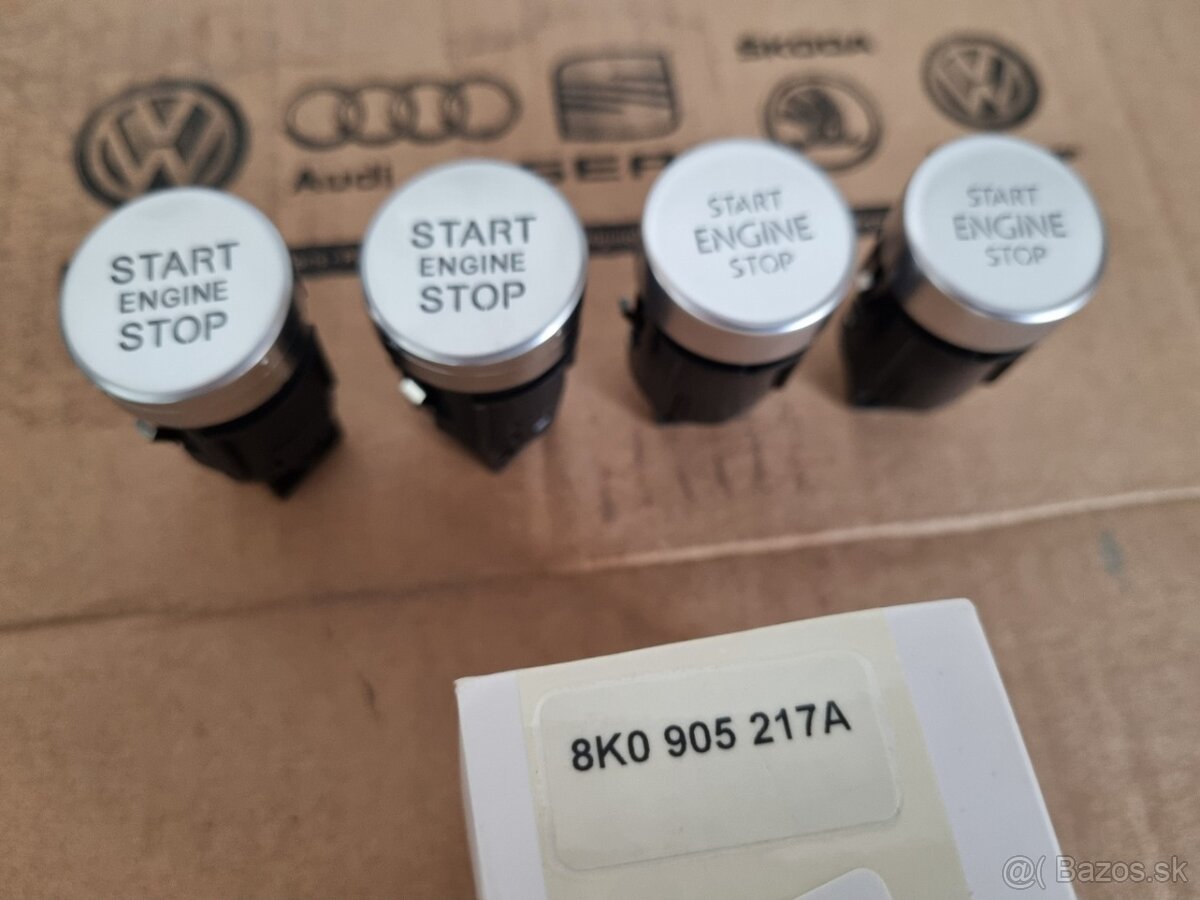 ŠKODA
Audi
SEAT
START
ENGINE
STOP
START
ENGINE
STOP
START
ENGINE
STOP
START
ENGINE
STOP
8K0 905 217A
@( Bazos.sk